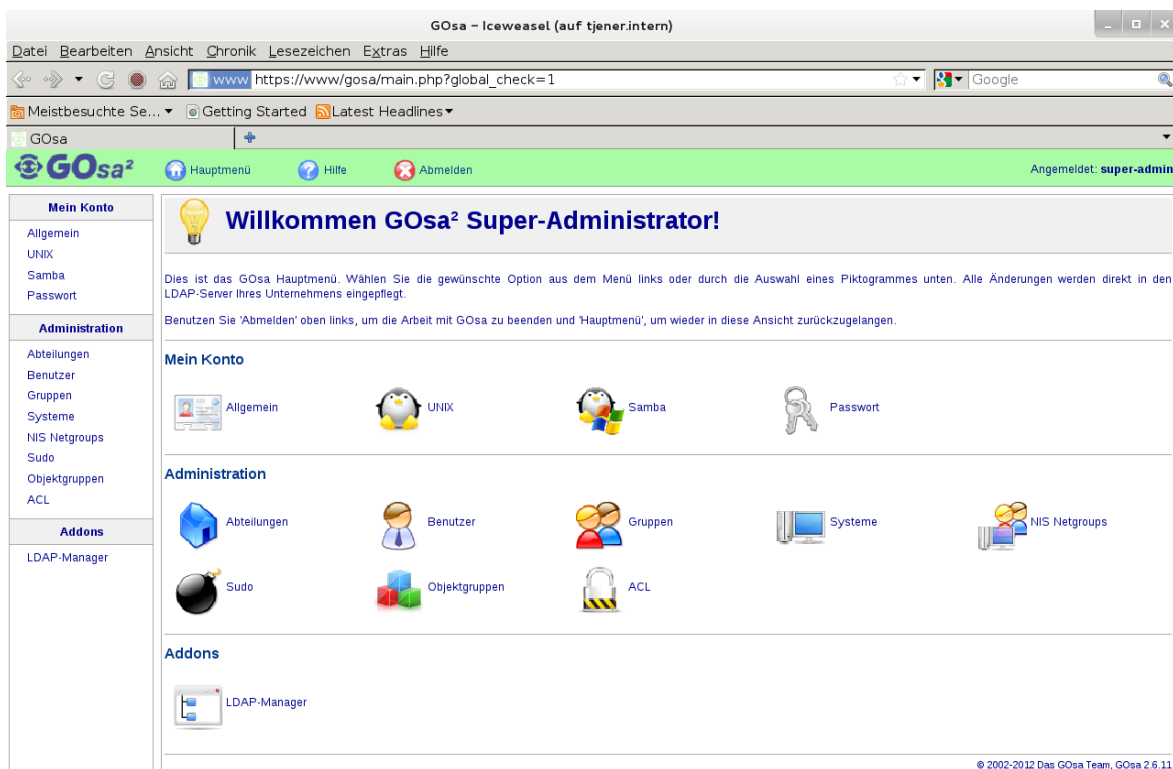 GOsa – Iceweasel (auf tjener.intern)
Datei Bearbeiten Ansicht Chronik Lesezeichen Extras Hilfe
www https://www/gosa/main.php?global_check=1
Google
Meistbesuchte Se... Getting Started Latest Headlines
GOsa
GOsa²
Hauptmenü
Hilfe
Abmelden
Angemeldet: super-admin
Mein Konto
Allgemein
UNIX
Samba
Passwort
Administration
Abteilungen
Benutzer
Gruppen
Systeme
NIS Netgroups
Sudo
Objektgruppen
ACL
Addons
LDAP-Manager
Willkommen GOsa² Super-Administrator!
Dies ist das GOsa Hauptmenü. Wählen Sie die gewünschte Option aus dem Menü links oder durch die Auswahl eines Piktogrammes unten. Alle Änderungen werden direkt in den
LDAP-Server Ihres Unternehmens eingepflegt.
Benutzen Sie 'Abmelden' oben links, um die Arbeit mit GOsa zu beenden und 'Hauptmenü', um wieder in diese Ansicht zurückzugelangen.
Mein Konto
Allgemein
UNIX
Samba
Passwort
Administration
Abteilungen
Benutzer
Gruppen
Systeme
NIS Netgroups
Sudo
Objektgruppen
ACL
Addons
LDAP-Manager
© 2002-2012 Das GOsa Team, GOsa 2.6.11